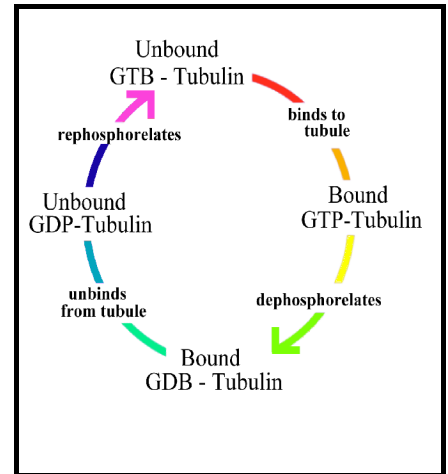 Unbound
GTB - Tubulin
binds to
tubule
Bound
GTP-Tubulin
dephosphorelates
Bound
GDB - Tubulin
unbinds
from tubule
Unbound
GDP-Tubulin
rephosphorelates